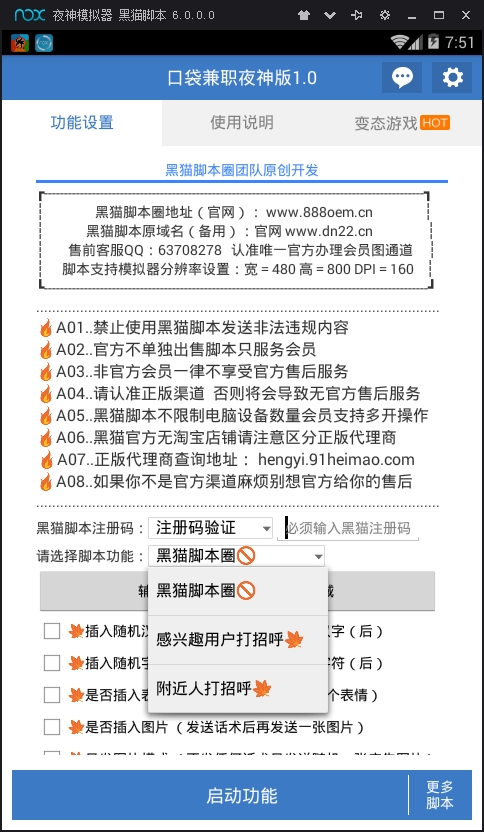 nox 夜神模拟器 黑猫脚本 6.0.0.0
7:51
口袋兼职夜神版1.0
功能设置
使用说明
变态游戏 HOT
黑猫脚本圈团队原创开发
黑猫脚本圈地址（官网）：www.888oem.cn
黑猫脚本原域名（备用）：官网 www.dn22.cn
售前客服QQ：63708278 认准唯一官方办理会员图通道
脚本支持模拟器分辨率设置：宽 = 480 高 = 800 DPI = 160
A01..禁止使用黑猫脚本发送非法违规内容
A02..官方不单独出售脚本只服务会员
A03..非官方会员一律不享受官方售后服务
A04..请认准正版渠道 否则将会导致无官方售后服务
A05..黑猫脚本不限制电脑设备数量会员支持多开操作
A06..黑猫官方无淘宝店铺请注意区分正版代理商
A07..正版代理商查询地址：hengyi.91heimao.com
A08..如果你不是官方渠道麻烦别想官方给你的售后
黑猫脚本注册码：注册码验证 必须输入黑猫注册码
请选择脚本功能：黑猫脚本圈
黑猫脚本圈
感兴趣用户打招呼
附近人打招呼
插入随机 字（后）
插入随机字 字符（后）
是否插入表 个表情）
是否插入图片（发送话术后再发送一张图片）
启动功能
更多
脚本